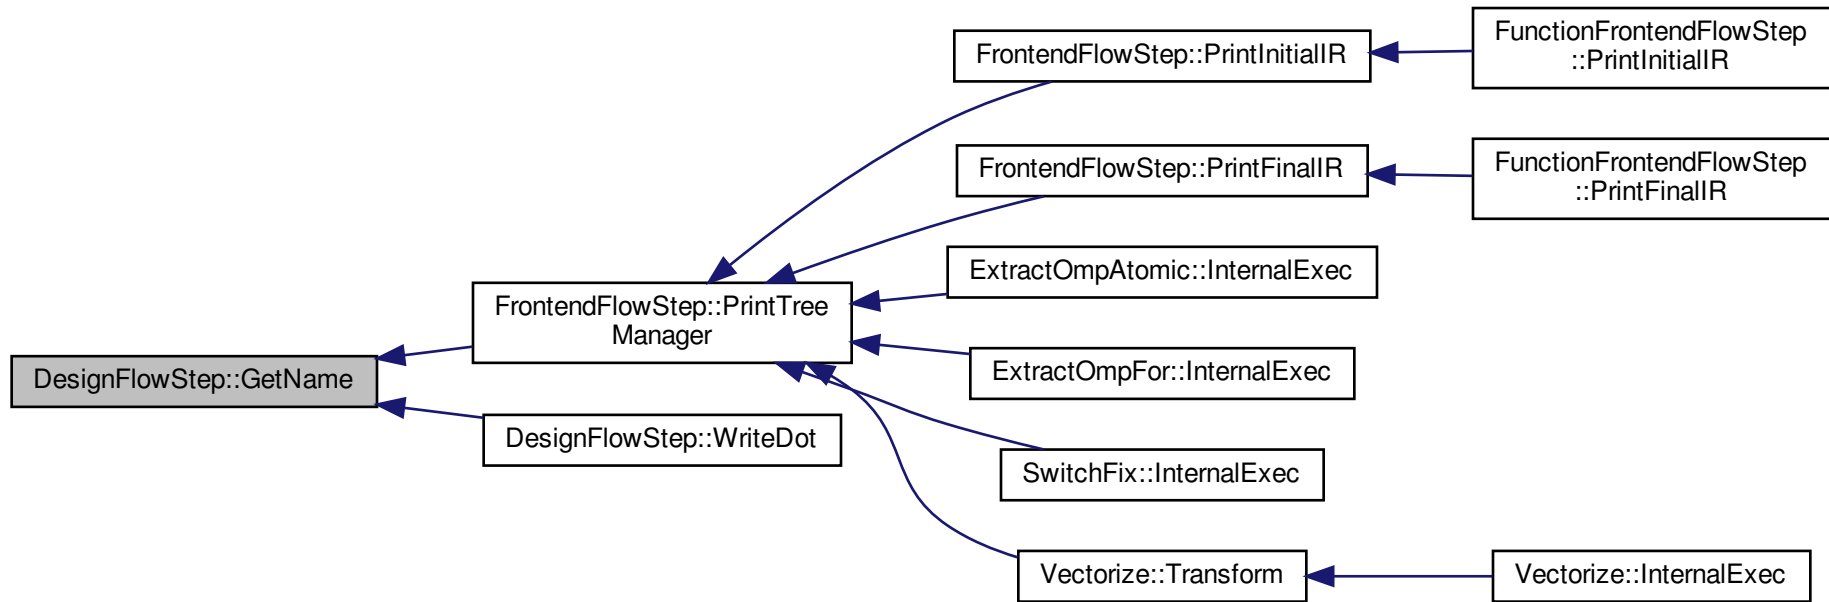 DesignFlowStep::GetName
FrontendFlowStep::PrintTree
Manager
DesignFlowStep::WriteDot
FrontendFlowStep::PrintInitialIR
FrontendFlowStep::PrintFinalIR
ExtractOmpAtomic::InternalExec
ExtractOmpFor::InternalExec
SwitchFix::InternalExec
Vectorize::Transform
FunctionFrontendFlowStep
::PrintInitialIR
FunctionFrontendFlowStep
::PrintFinalIR
Vectorize::InternalExec